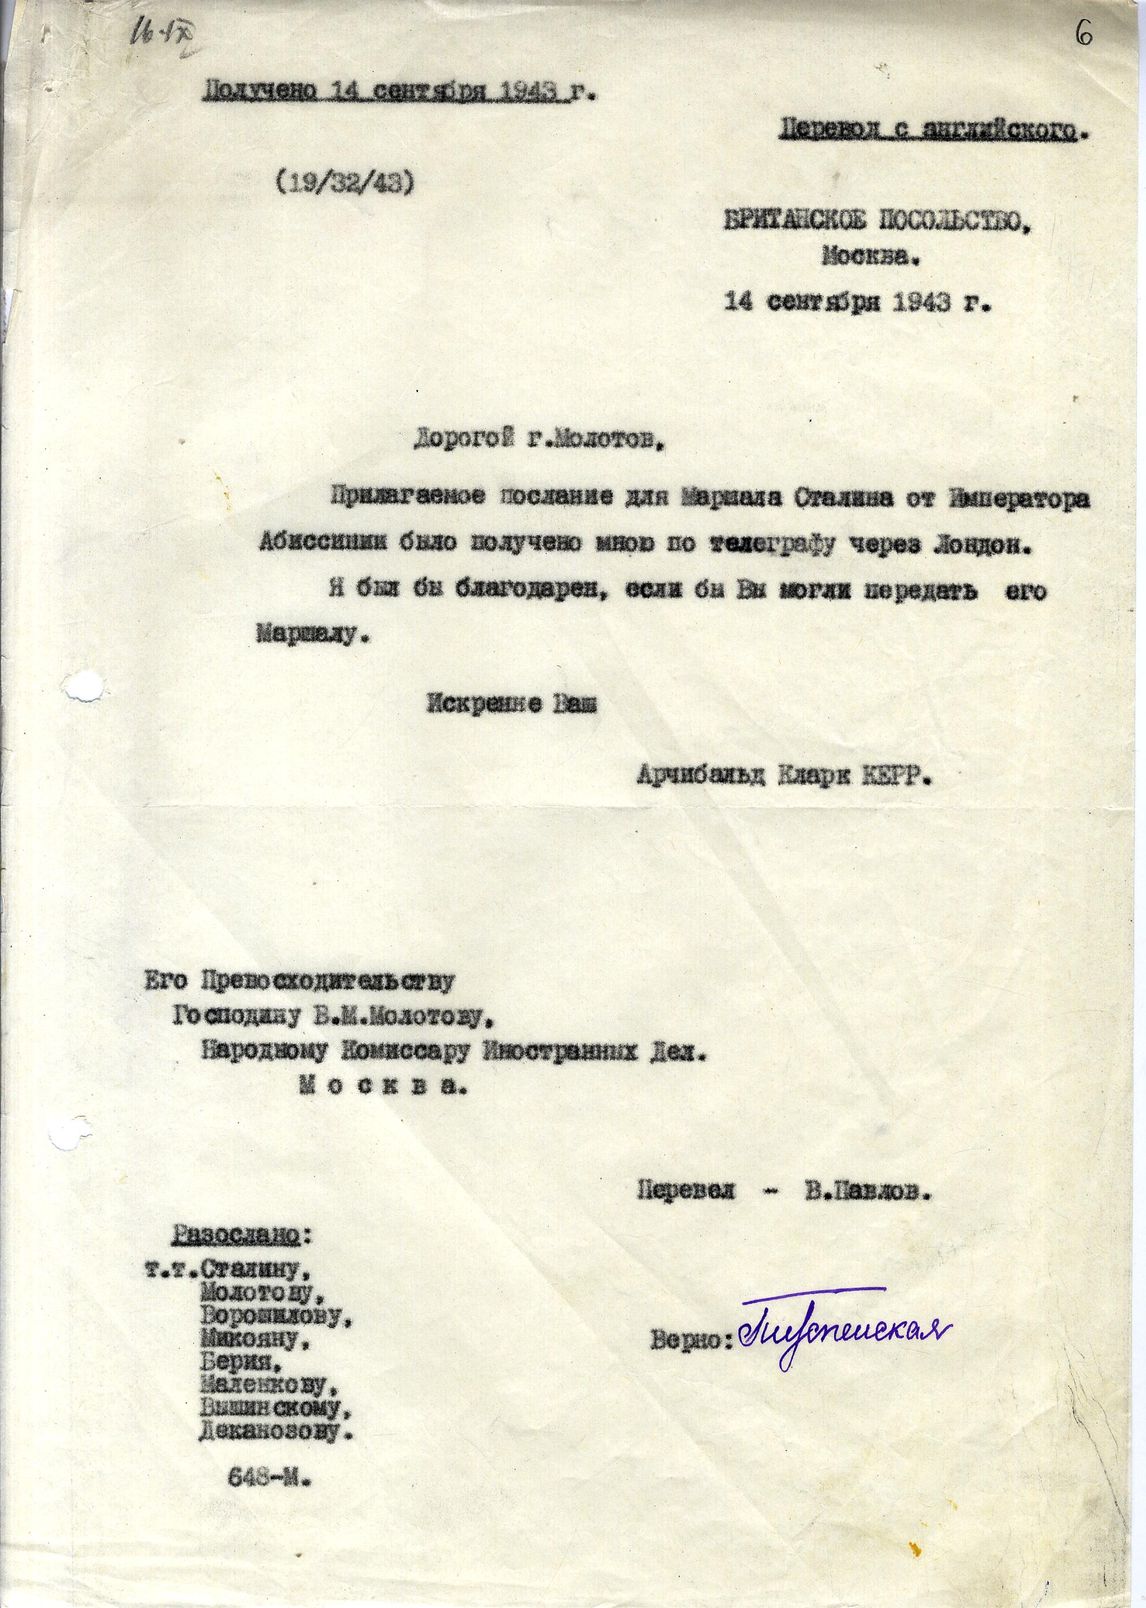 16.IX
6
Получено 14 сентября 1943 г.
Перевод с английского.
(19/32/43)
БРИТАНСКОЕ ПОСОЛЬСТВО,
Москва.
14 сентября 1943 г.
Дорогой г.Молотов,
Прилагаемое послание для Маршала Сталина от Императора
Абиссинии было получено мною по телеграфу через Лондон.
Я был бы благодарен, если бы Вы могли передать его
Маршалу.
Искренне Ваш
Арчибальд Кларк КЕРР.
Его Превосходительству
Господину В.М.Молотову,
Народному Комиссару Иностранных Дел.
М о с к в а.
Перевел - В.Павлов.
Разослано:
т.т.Сталину,
Молотову,
Ворошилову,
Микояну,
Берия,
Маленкову,
Вышинскому,
Деканозову.
Верно:
648-М.